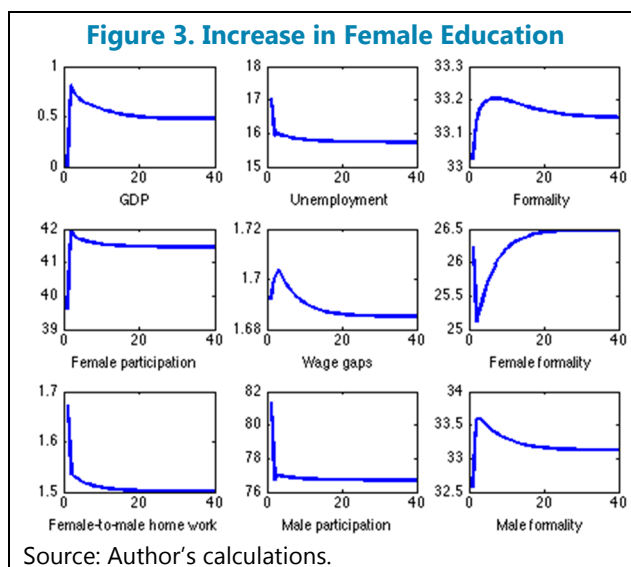 Figure 3. Increase in Female Education
1
0.5
0
0 20 40
GDP
18
17
16
15
0 20 40
Unemployment
33.3
33.2
33.1
33
0 20 40
Formality
42
41
40
39
0 20 40
Female participation
1.72
1.7
1.68
0 20 40
Wage gaps
26.5
26
25.5
25
0 20 40
Female formality
1.7
1.6
1.5
0 20 40
Female-to-male home work
82
80
78
76
0 20 40
Male participation
34
33.5
33
32.5
0 20 40
Male formality
Source: Author's calculations.